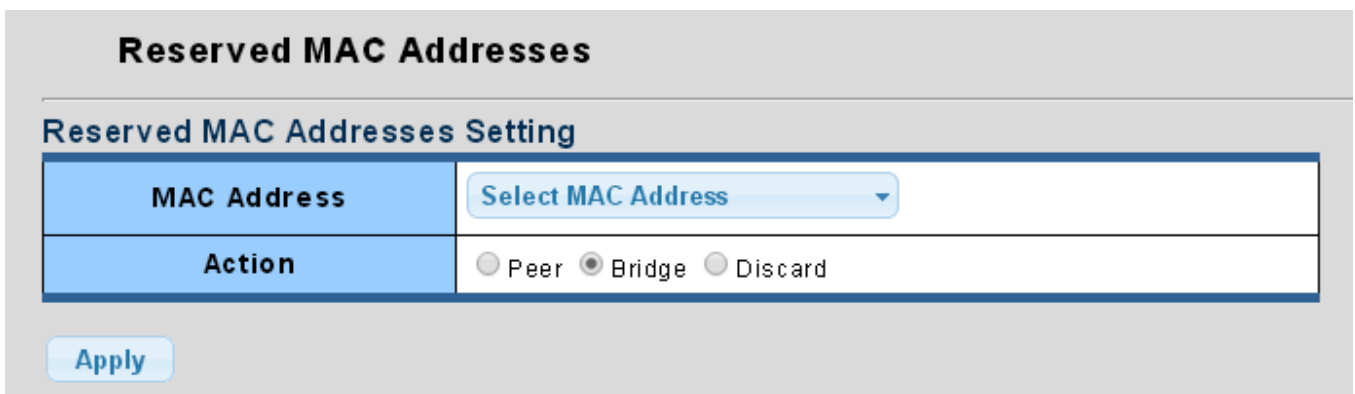 Reserved MAC Addresses
Reserved MAC Addresses Setting
MAC Address Select MAC Address
Action Peer Bridge Discard
Apply